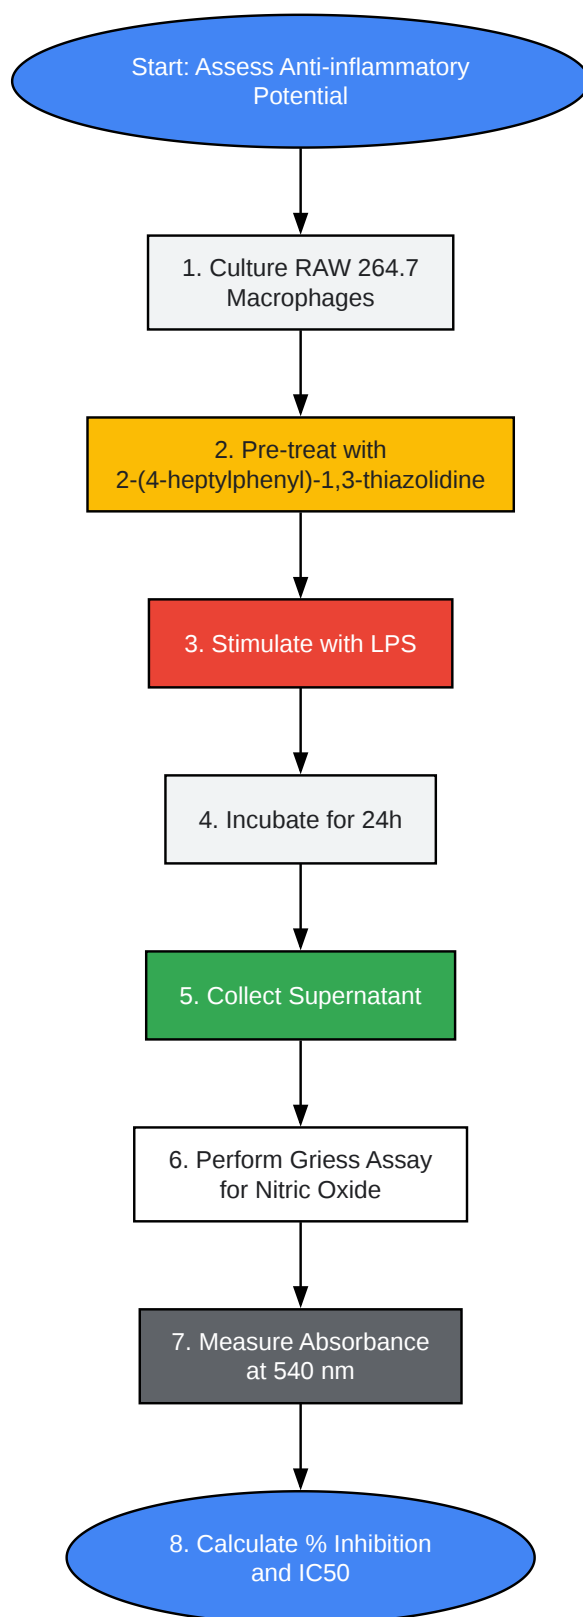 Start: Assess Anti-inflammatory
Potential
1. Culture RAW 264.7
Macrophages
2. Pre-treat with
2-(4-heptylphenyl)-1,3-thiazolidine
3. Stimulate with LPS
4. Incubate for 24h
5. Collect Supernatant
6. Perform Griess Assay
for Nitric Oxide
7. Measure Absorbance
at 540 nm
8. Calculate % Inhibition
and IC50